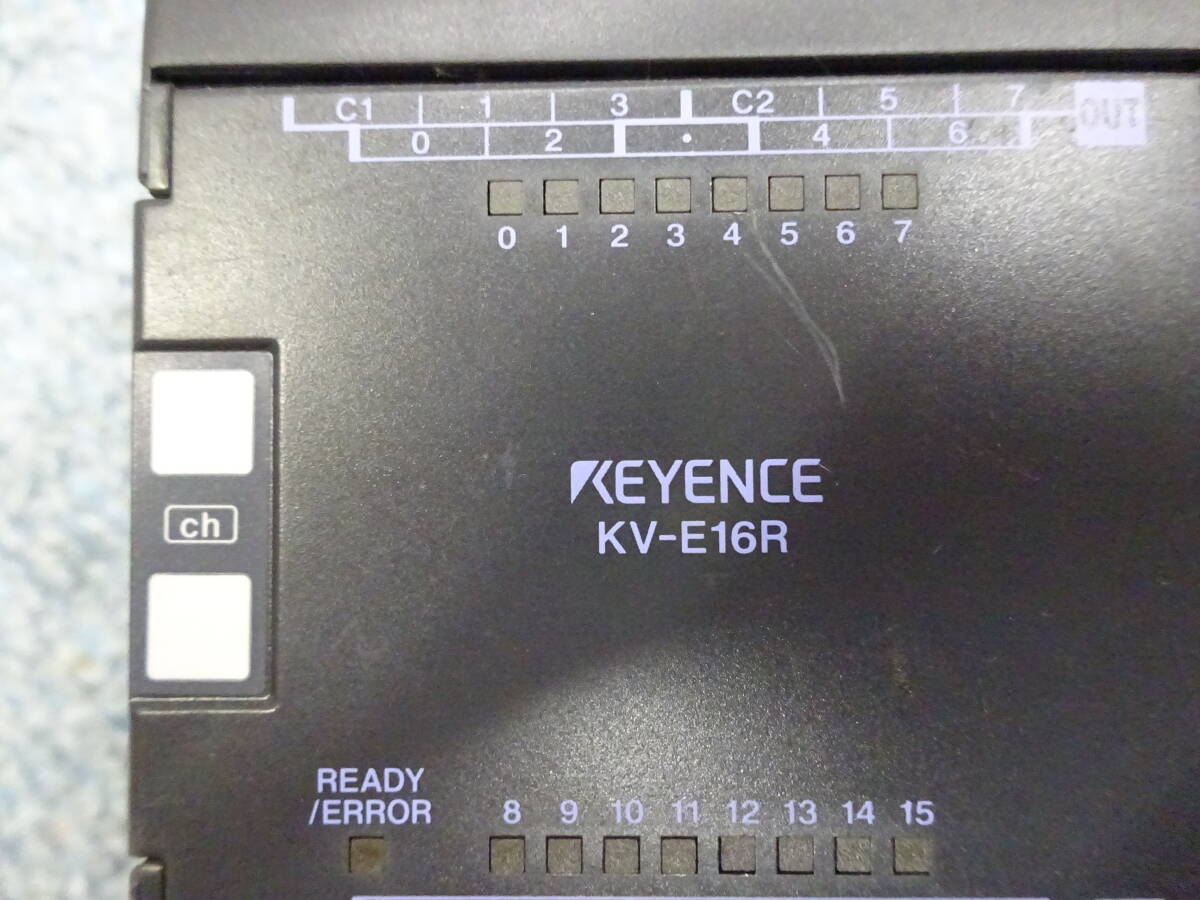 C1 1 3 C2 5 7 OUT
0 2 • 4 6
0 1 2 3 4 5 6 7
KEYENCE
KV-E16R
ch
READY
/ERROR
8 9 10 11 12 13 14 15